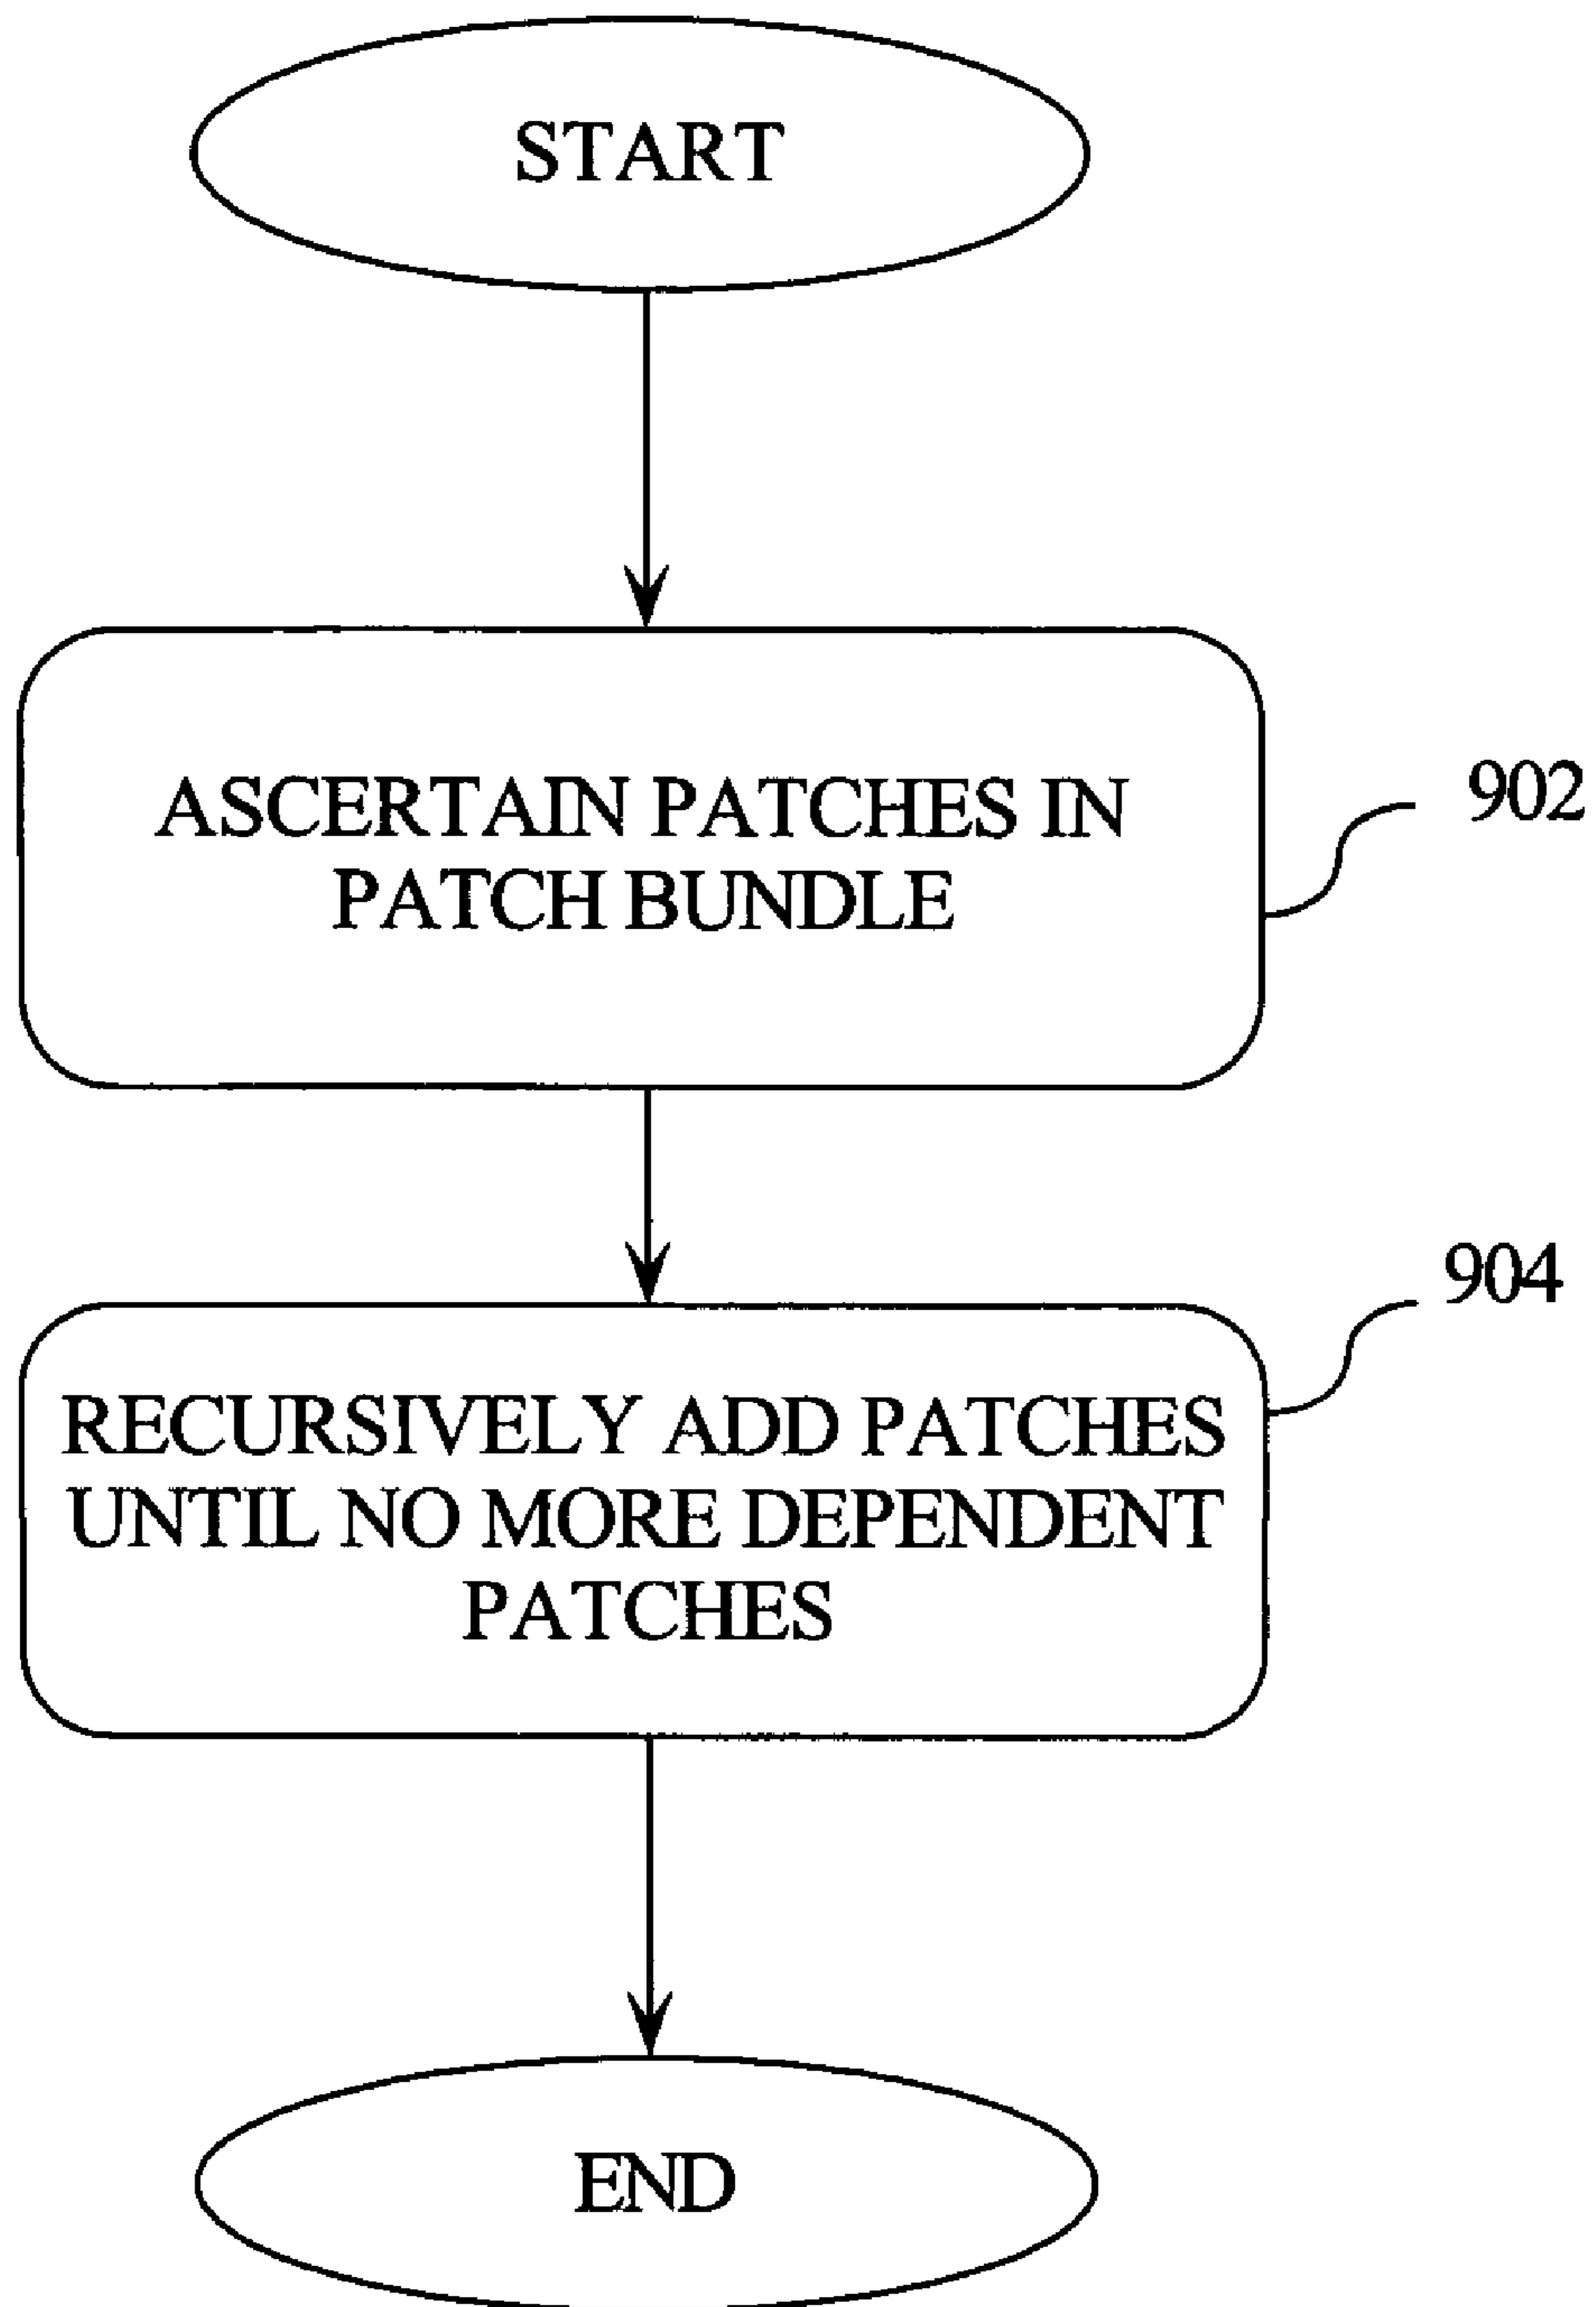 START
ASCERTAIN PATCHES IN
PATCH BUNDLE
902
904
RECURSIVELY ADD PATCHES
UNTIL NO MORE DEPENDENT
PATCHES
END